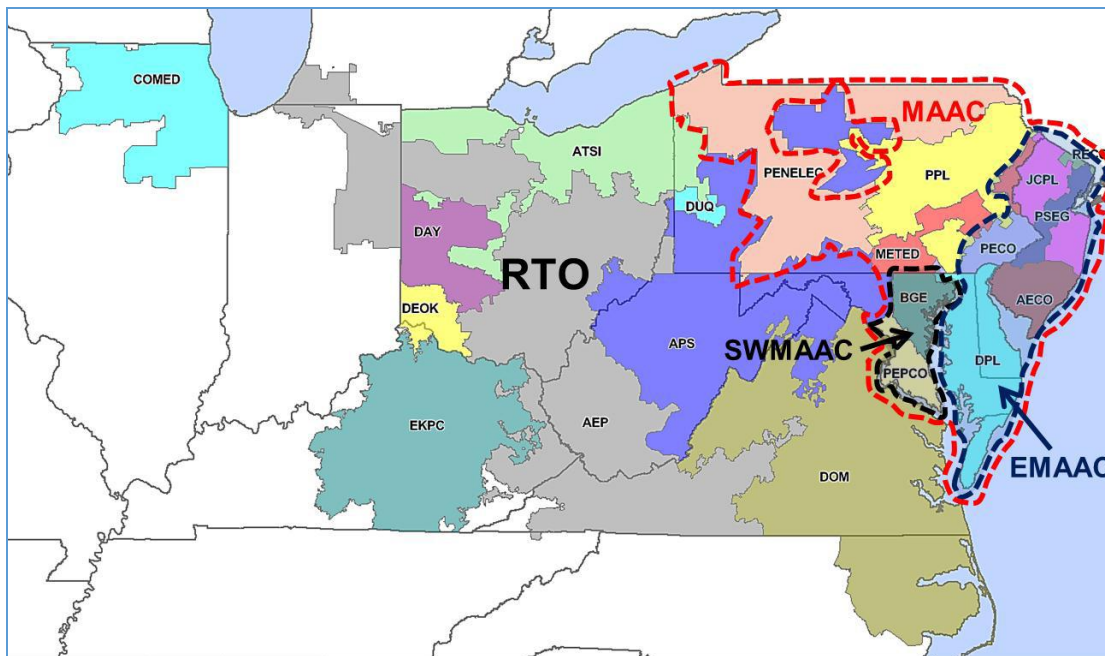 COMED
MAAC
ATSI
PENELEC
PPL
JCPL
DUQ
PSEG
DAY
METED
PECO
RTO
DEOK
BGE
AECO
APS
SWMAAC
DPL
PEPCO
EKPC
AEP
DOM
EMAAC